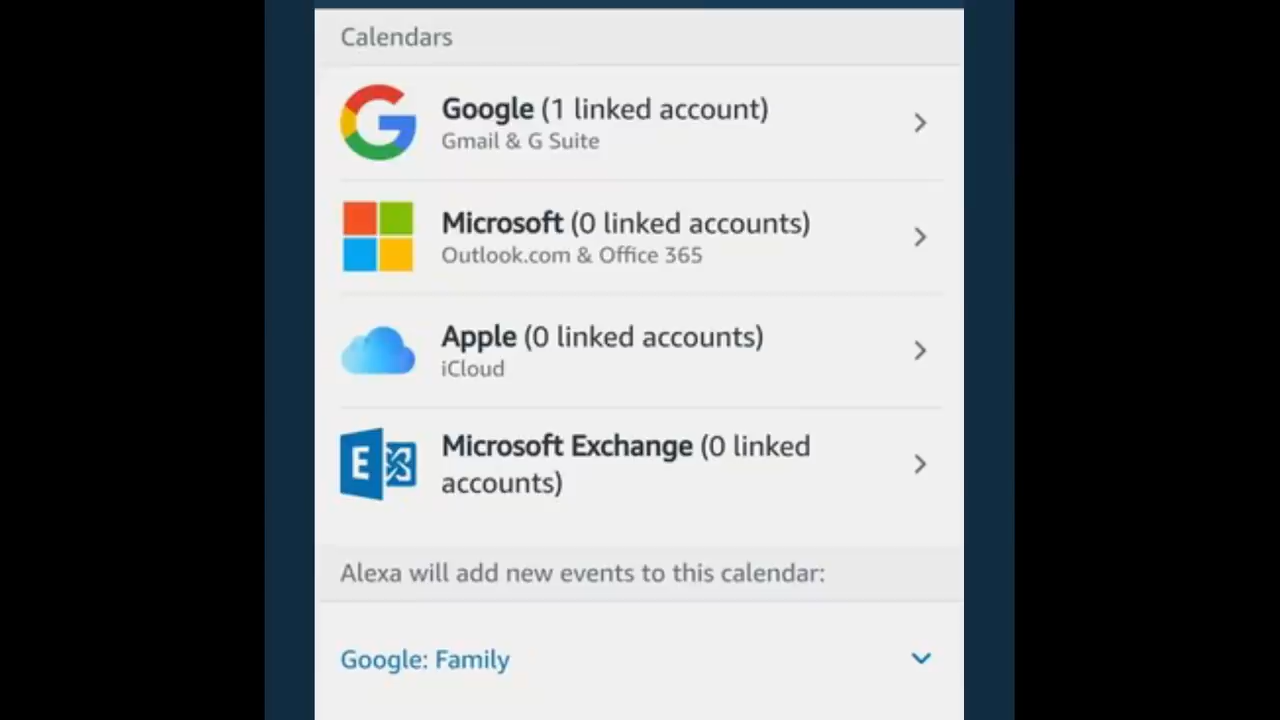 Calendars
Google (1 linked account)
Gmail & G Suite
Microsoft (0 linked accounts)
Outlook.com & Office 365
Apple (0 linked accounts)
iCloud
E
Microsoft Exchange (0 linked
accounts)
Alexa will add new events to this calendar:
Google: Family